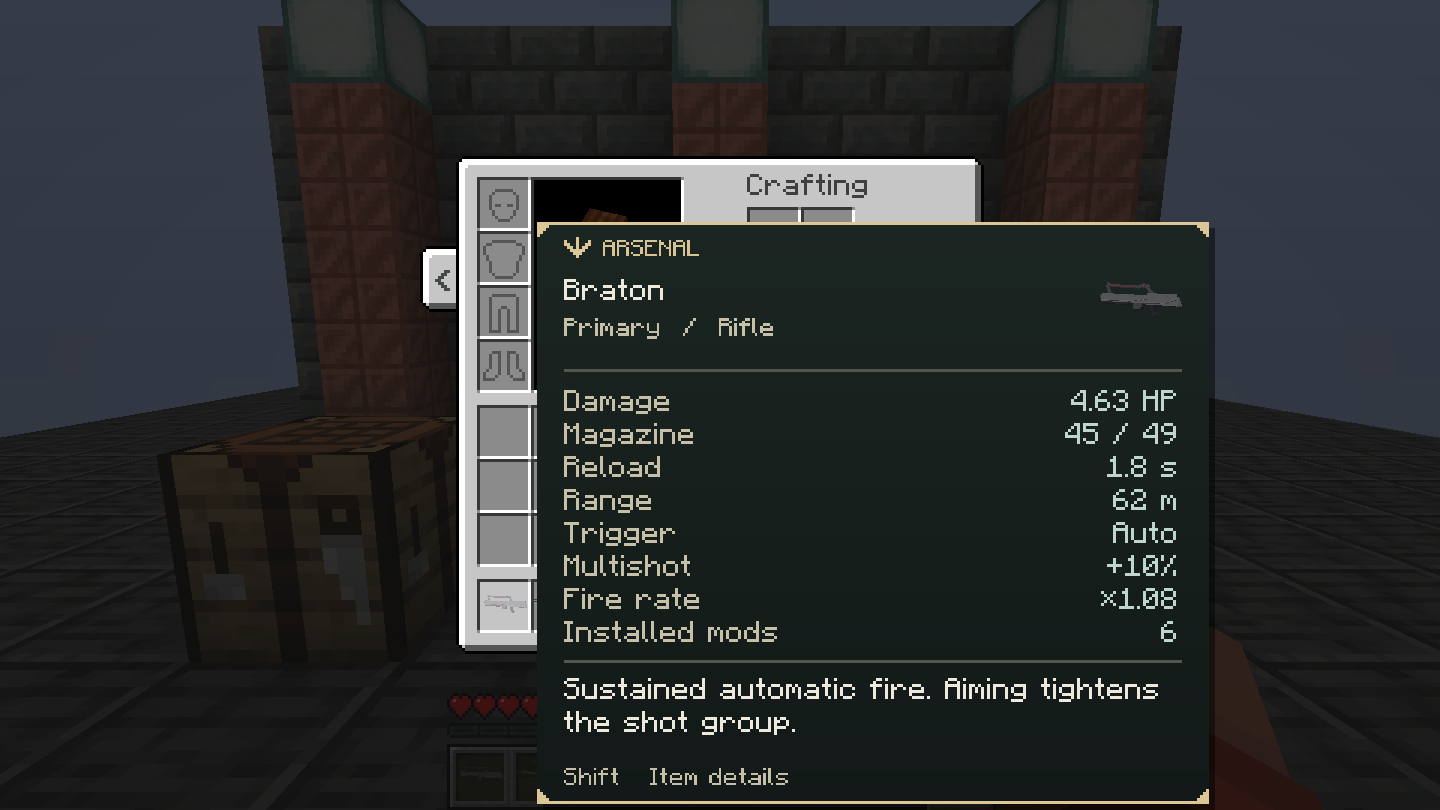 Crafting
<
ARSENAL
Braton
Primary / Rifle
Damage 4.63 HP
Magazine 45 / 49
Reload 1.8 s
Range 62 m
Trigger Auto
Multishot +10%
Fire rate ×1.08
Installed mods 6
Sustained automatic fire. Aiming tightens
the shot group.
Shift Item details